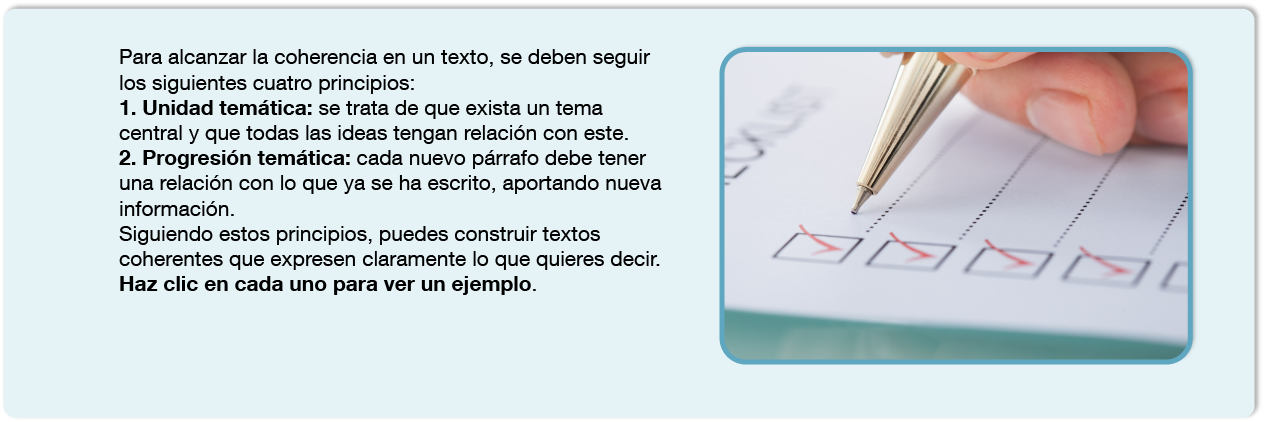 Para alcanzar la coherencia en un texto, se deben seguir
los siguientes cuatro principios:
1. Unidad temática: se trata de que exista un tema
central y que todas las ideas tengan relación con este.
2. Progresión temática: cada nuevo párrafo debe tener
una relación con lo que ya se ha escrito, aportando nueva
información.
Siguiendo estos principios, puedes construir textos
coherentes que expresen claramente lo que quieres decir.
Haz clic en cada uno para ver un ejemplo.